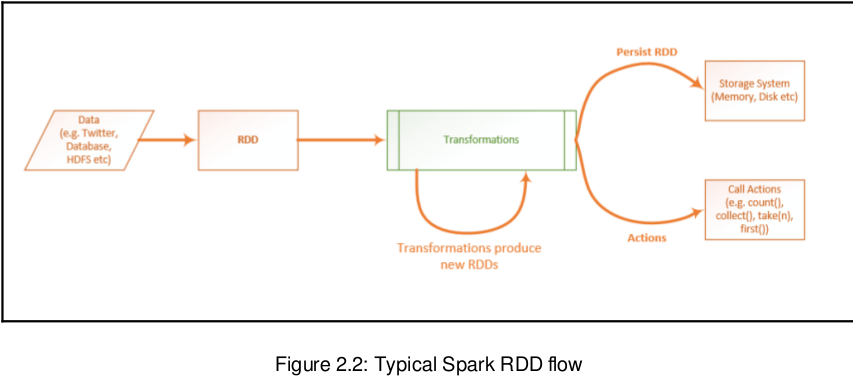 Persist RDD
Storage System
(Memory, Disk etc)
Data
(e.g. Twitter,
Database,
HDFS etc)
RDD
Transformations
Call Actions
(e.g. count(),
collect(), take(n),
first())
Actions
Transformations produce
new RDDs
Figure 2.2: Typical Spark RDD flow